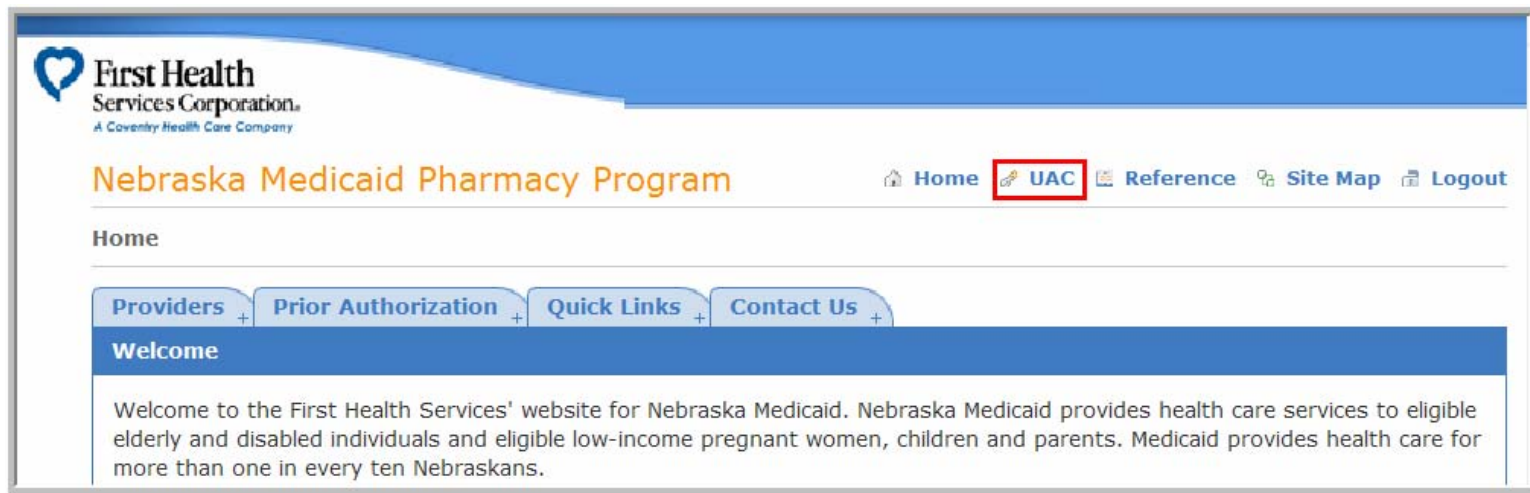 First Health
Services Corporation.
A Coventry Health Care Company
Nebraska Medicaid Pharmacy Program
Home UAC Reference Site Map Logout
Home
Providers + Prior Authorization + Quick Links + Contact Us +
Welcome
Welcome to the First Health Services' website for Nebraska Medicaid. Nebraska Medicaid provides health care services to eligible
elderly and disabled individuals and eligible low-income pregnant women, children and parents. Medicaid provides health care for
more than one in every ten Nebraskans.